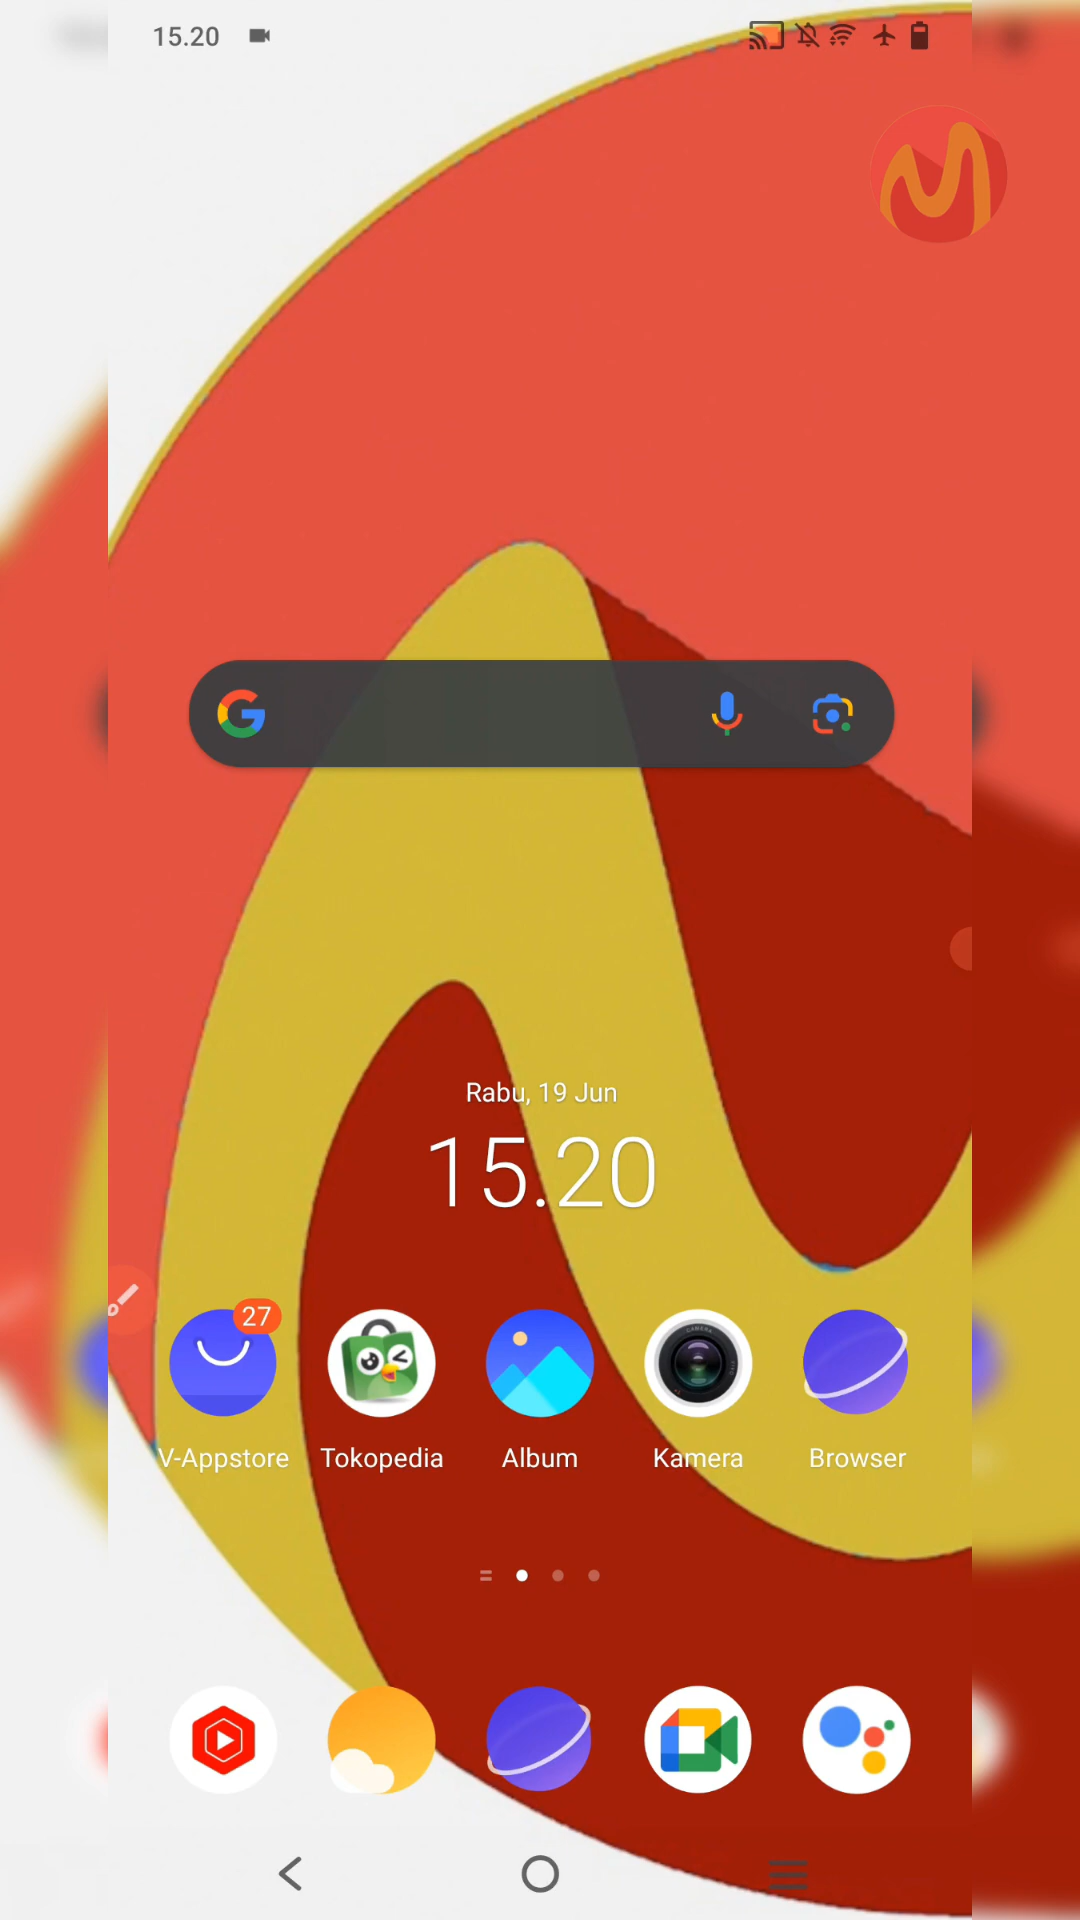 15.20
Rabu, 19 Jun
15.20
27
V-Appstore
Tokopedia
Album
Kamera
Browser